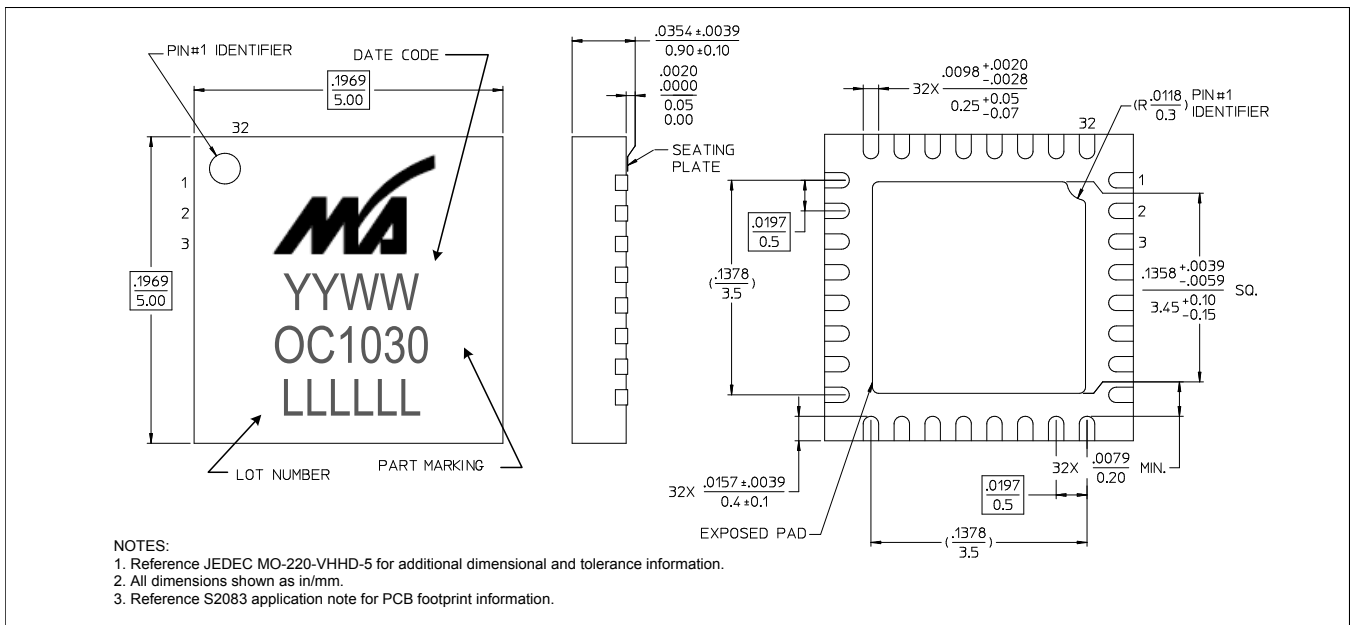 PIN#1 IDENTIFIER
DATE CODE
.1969
5.00
32
1
2
3
.1969
5.00
MA
YYWW
OC1030
LLLLLL
LOT NUMBER
PART MARKING
.0354 ±.0039
0.90 ±0.10
.0020
.0000
0.05
0.00
SEATING
PLATE
32X .0098 +.0020
-.0028
0.25 +0.05
-0.07
(R .0118 ) PIN#1
0.3 IDENTIFIER
32
1
2
3
.0197
0.5
( .1378 )
3.5
.1358 +.0039
-.0059 SQ.
3.45 +0.10
-0.15
32X .0157 ±.0039
0.4 ±0.1
32X .0079 MIN.
0.20
.0197
0.5
EXPOSED PAD
( .1378 )
3.5
NOTES:
1. Reference JEDEC MO-220-VHHD-5 for additional dimensional and tolerance information.
2. All dimensions shown as in/mm.
3. Reference S2083 application note for PCB footprint information.